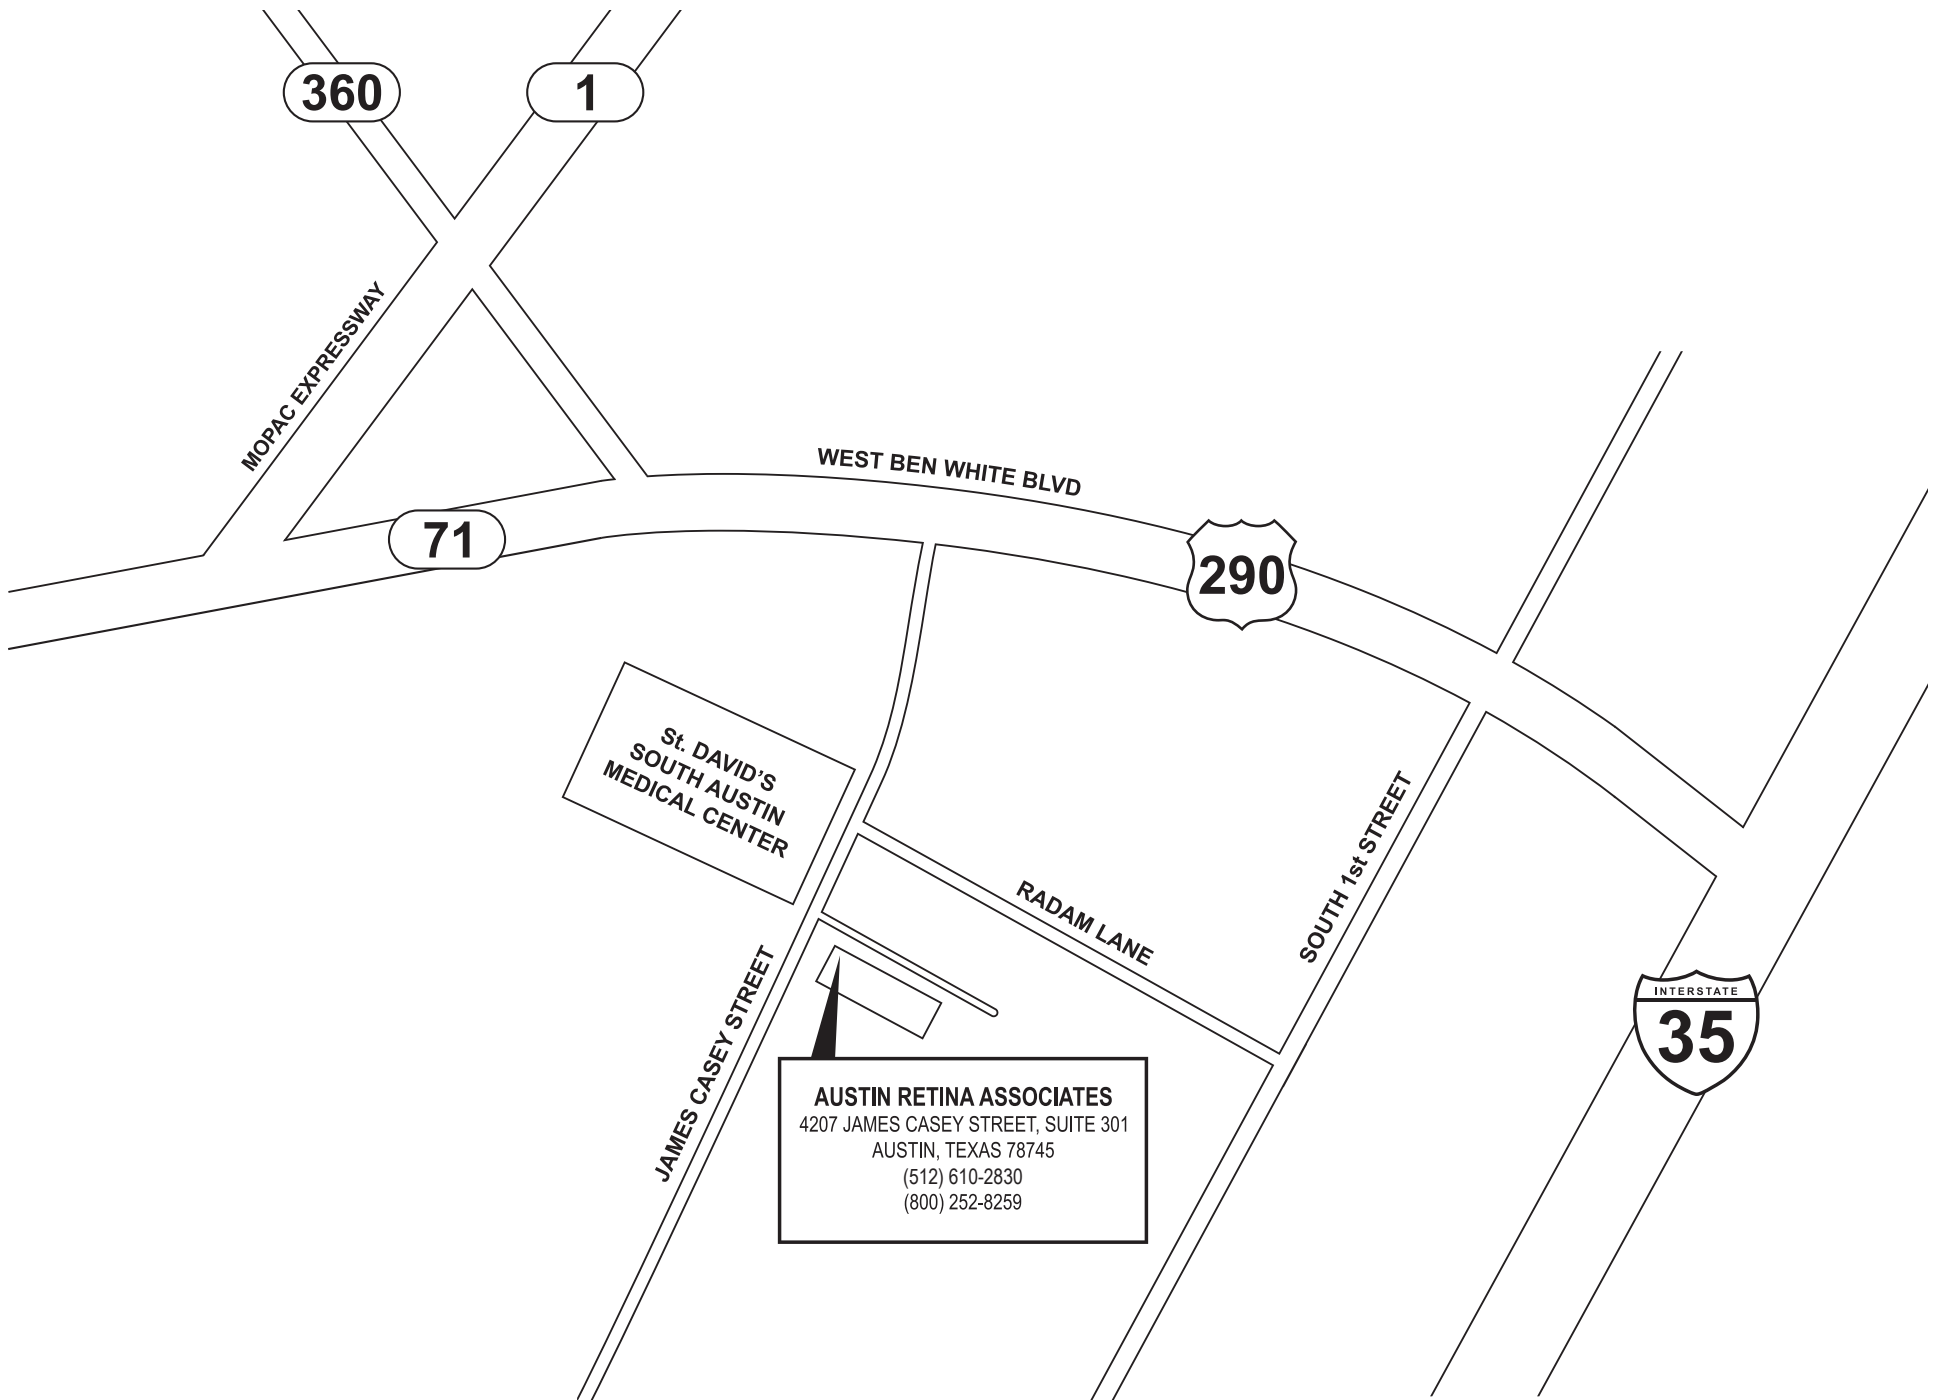 360
1
MOPAC EXPRESSWAY
WEST BEN WHITE BLVD
71
290
St. DAVID'S
SOUTH AUSTIN
MEDICAL CENTER
SOUTH 1st STREET
RADAM LANE
JAMES CASEY STREET
INTERSTATE
35
AUSTIN RETINA ASSOCIATES
4207 JAMES CASEY STREET, SUITE 301
AUSTIN, TEXAS 78745
(512) 610-2830
(800) 252-8259